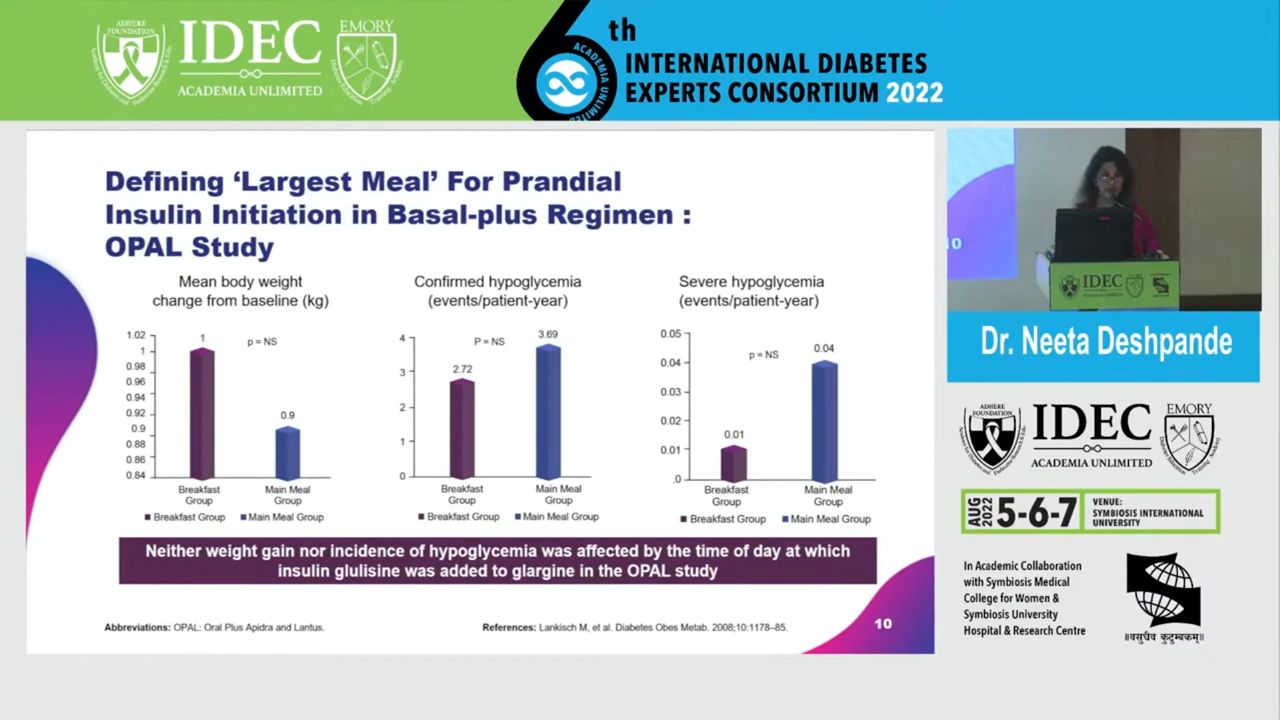 ADHERE
FOUNDATION
IDEC
ACADEMIA UNLIMITED
EMORY
6th
ACADEMIA UNLIMITED
INTERNATIONAL DIABETES
EXPERTS CONSORTIUM 2022
Defining ‘Largest Meal’ For Prandial
Insulin Initiation in Basal-plus Regimen :
OPAL Study
Mean body weight
change from baseline (kg)
1.02
1
0.98
0.96
0.94
0.92
0.9
0.88
0.86
0.84
1
p = NS
0.9
Breakfast
Group
Main Meal
Group
Breakfast Group
Main Meal Group
Confirmed hypoglycemia
(events/patient-year)
4
3
2
1
0
2.72
P = NS
3.69
Breakfast
Group
Main Meal
Group
Breakfast Group
Main Meal Group
Severe hypoglycemia
(events/patient-year)
0.05
0.04
0.03
0.02
0.01
.0
0.01
p = NS
0.04
Breakfast
Group
Main Meal
Group
Breakfast Group
Main Meal Group
Neither weight gain nor incidence of hypoglycemia was affected by the time of day at which
insulin glulisine was added to glargine in the OPAL study
Abbreviations: OPAL: Oral Plus Apidra and Lantus.
References: Lankisch M, et al. Diabetes Obes Metab. 2008;10:1178–85.
10
10
IDEC
Dr. Neeta Deshpande
ADHERE
FOUNDATION
IDEC
ACADEMIA UNLIMITED
EMORY
AUG
2022
5-6-7
VENUE:
SYMBIOSIS INTERNATIONAL
UNIVERSITY
In Academic Collaboration
with Symbiosis Medical
College for Women &
Symbiosis University
Hospital & Research Centre
॥वसुधैव कुटुम्बकम्॥